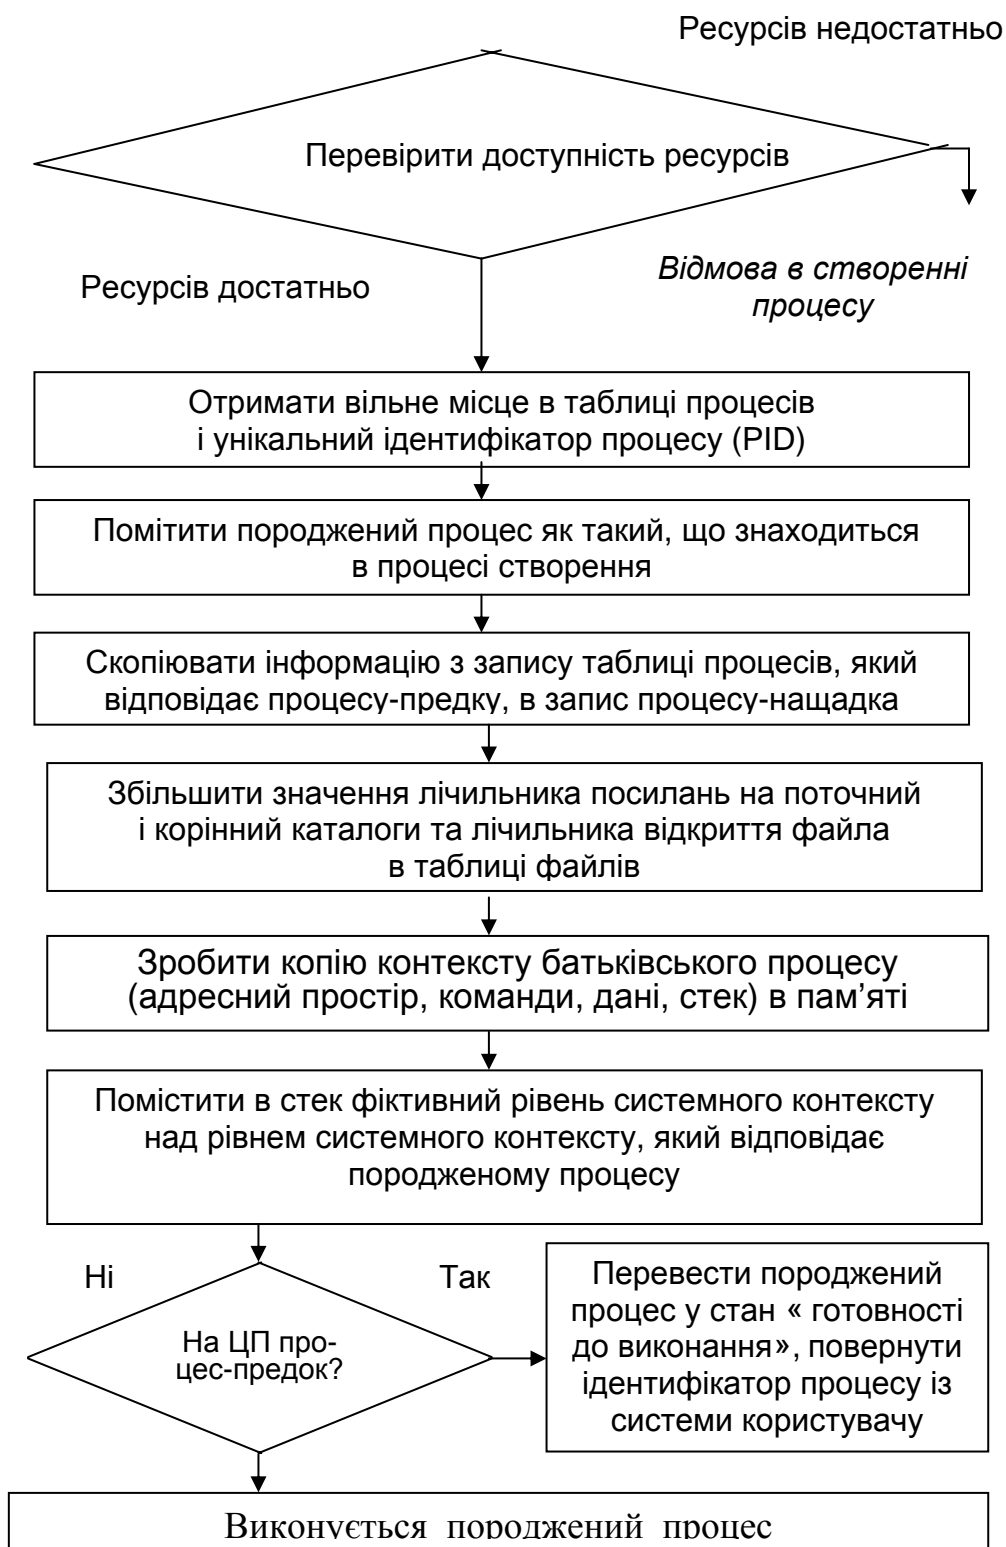 Ресурсів недостатньо
Перевірити доступність ресурсів
Ресурсів достатньо
Відмова в створенні
процесу
Отримати вільне місце в таблиці процесів
і унікальний ідентифікатор процесу (PID)
Помітити породжений процес як такий, що знаходиться
в процесі створення
Скопіювати інформацію з запису таблиці процесів, який
відповідає процесу-предку, в запис процесу-нащадка
Збільшити значення лічильника посилань на поточний
і корінний каталоги та лічильника відкриття файла
в таблиці файлів
Зробити копію контексту батьківського процесу
(адресний простір, команди, дані, стек) в пам’яті
Помістити в стек фіктивний рівень системного контексту
над рівнем системного контексту, який відповідає
породженому процесу
Ні
Так
На ЦП про-
цес-предок?
Перевести породжений
процес у стан « готовності
до виконання», повернути
ідентифікатор процесу із
системи користувачу
Виконується породжений процес